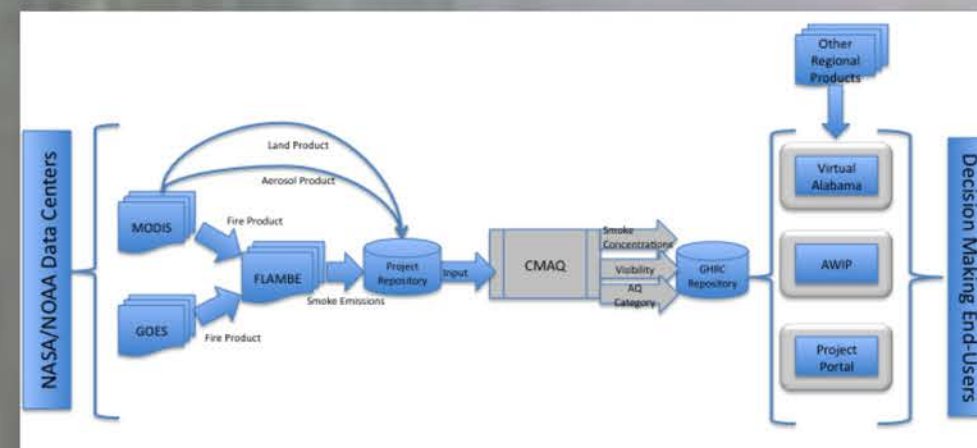 Other
Regional
Products
NASA/NOAA Data Centers
Land Product
Aerosol Product
MODIS
Fire Product
FLAMBE
Smoke Emissions
GOES
Fire Product
Project
Repository
Input
CMAQ
Smoke
Concentrations
Visibility
AQ
Category
GHRC
Repository
Virtual
Alabama
AWIP
Project
Portal
Decision Making End-Users